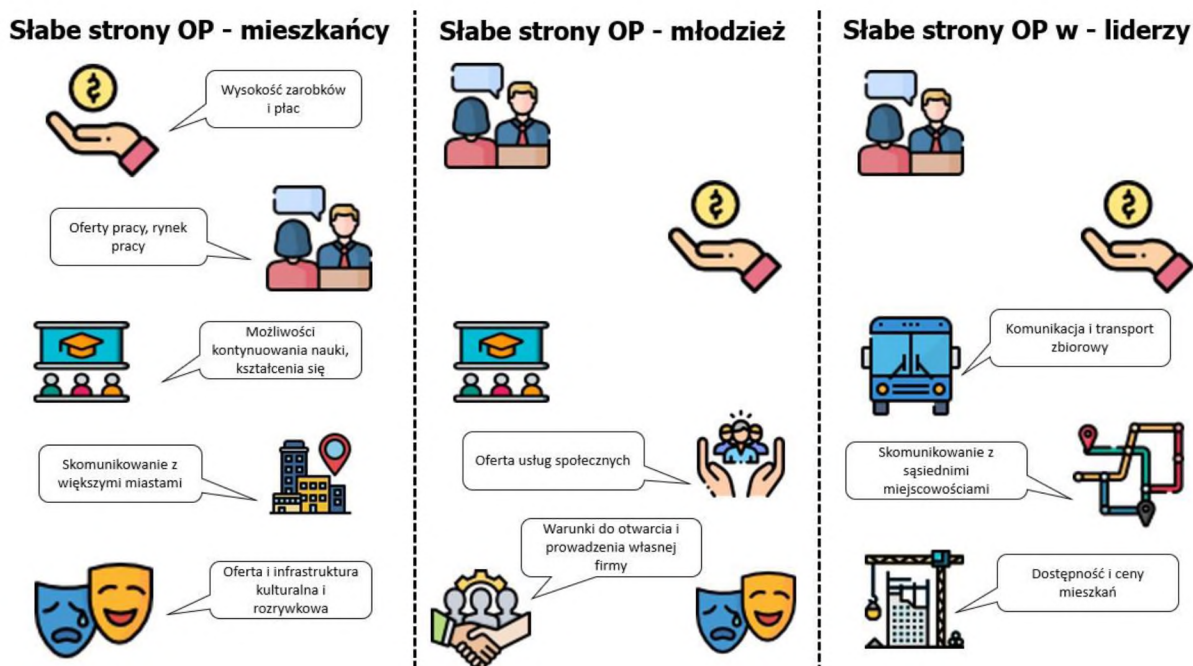 Słabe strony OP - mieszkańcy
Wysokość zarobków
i płac
Oferty pracy, rynek
pracy
Możliwości
kontynuowania nauki,
kształcenia się
Skomunikowanie z
większymi miastami
Oferta i infrastruktura
kulturalna i
rozrywkowa
Słabe strony OP - młodzież
Oferta usług społecznych
Warunki do otwarcia i
prowadzenia własnej
firmy
Słabe strony OP w - liderzy
Komunikacja i transport
zbiorowy
Skomunikowanie z
sąsiednimi
miejscowościami
Dostępność i ceny
mieszkań